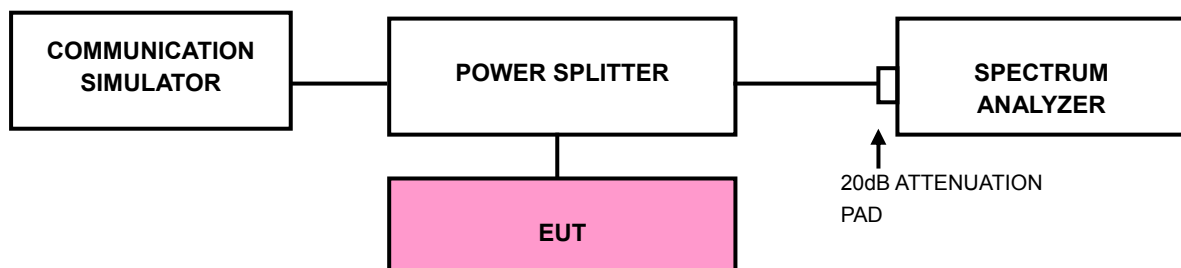 COMMUNICATION
SIMULATOR
POWER SPLITTER
SPECTRUM
ANALYZER
20dB ATTENUATION
PAD
EUT